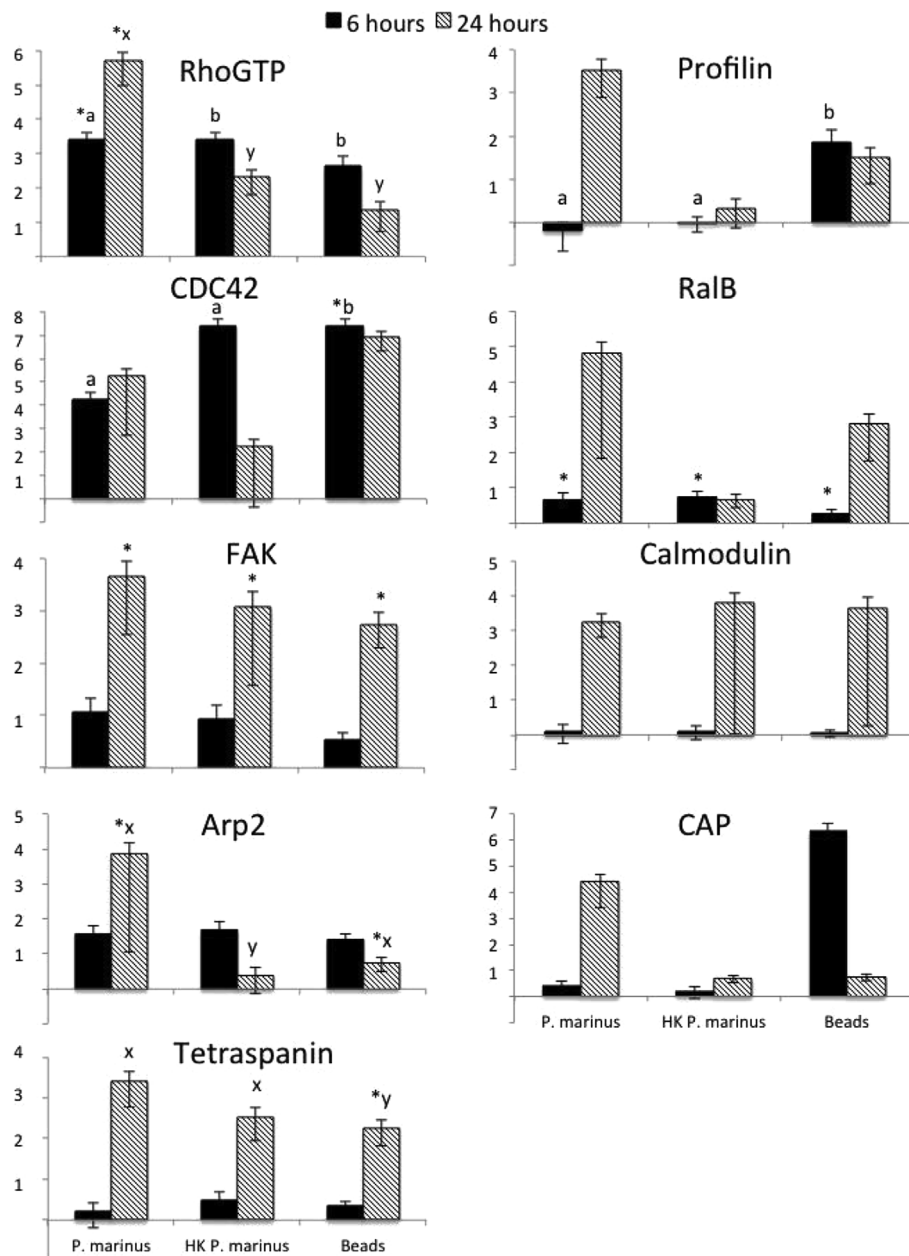 6 hours 24 hours
RhoGTP
6
5
4
3
2
1
*a
*x
b
y
b
y
Profilin
4
3
2
1
a
a
b
CDC42
8
7
6
5
4
3
2
1
a
a
*b
RalB
6
5
4
3
2
1
*
*
*
FAK
4
3
2
1
*
*
*
Calmodulin
5
4
3
2
1
Arp2
5
4
3
2
1
*x
y
*x
CAP
7
6
5
4
3
2
1
P. marinus HK P. marinus Beads
Tetraspanin
4
3
2
1
x
x
*y
P. marinus HK P. marinus Beads